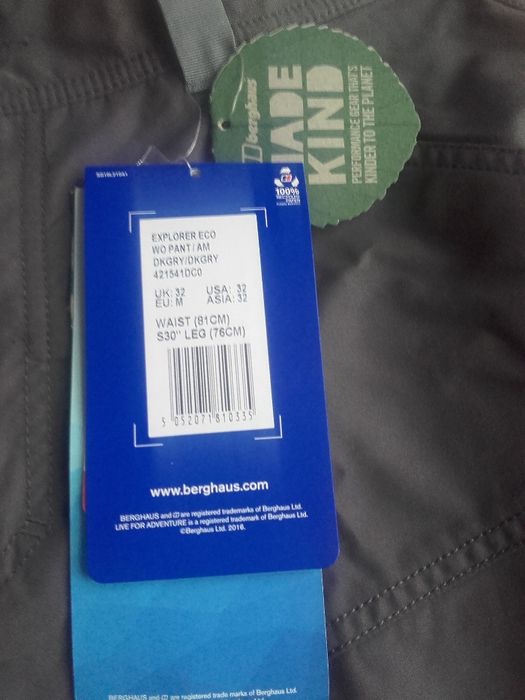 berghaus
MADE
KIND
PERFORMANCE GEAR THAT'S
KINDER TO THE PLANET
100%
RECYCLED
PAPER
EXPLORER ECO
WO PANT/ AM
DKGRY/DKGRY
421541DC0
UK: 32 USA: 32
EU: M ASIA: 32
WAIST (81CM)
S30" LEG (76CM)
5 052071 810335
www.berghaus.com
BERGHAUS and are registered trademarks of Berghaus Ltd.
LIVE FOR ADVENTURE is a registered trademark of Berghaus Ltd.
©Berghaus Ltd. 2016.
BERGHAUS and are registered trade marks of Berghaus Ltd.